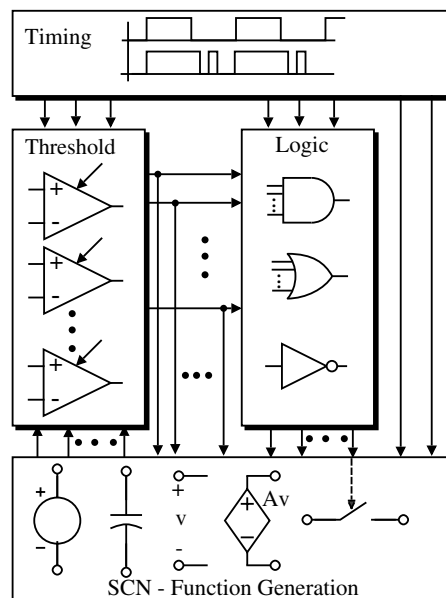 Timing
Threshold
Logic
+
-
+
-
+
-
+
−
+
v
-
Av
+
−
SCN - Function Generation